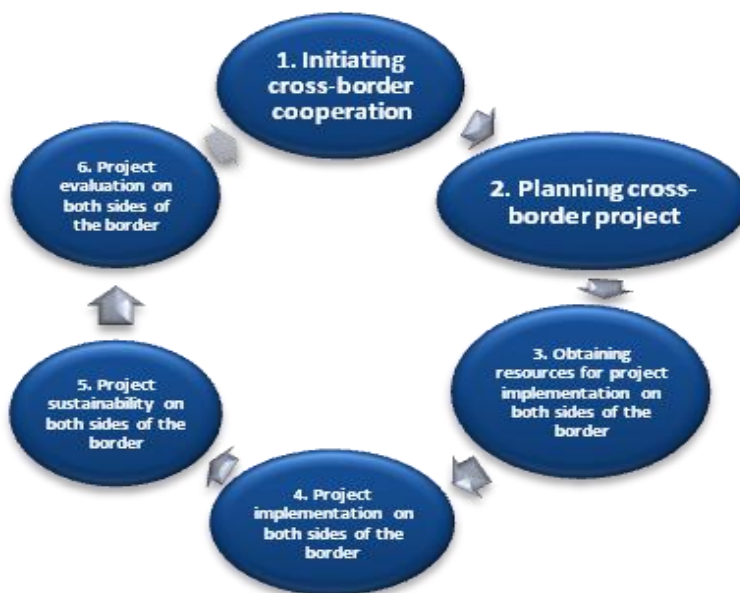 1. Initiating
cross-border
cooperation
2. Planning cross-
border project
3. Obtaining
resources for project
implementation on
both sides of the
border
4. Project
implementation on
both sides of the
border
5. Project
sustainability on
both sides of the
border
6. Project
evaluation on
both sides of
the border